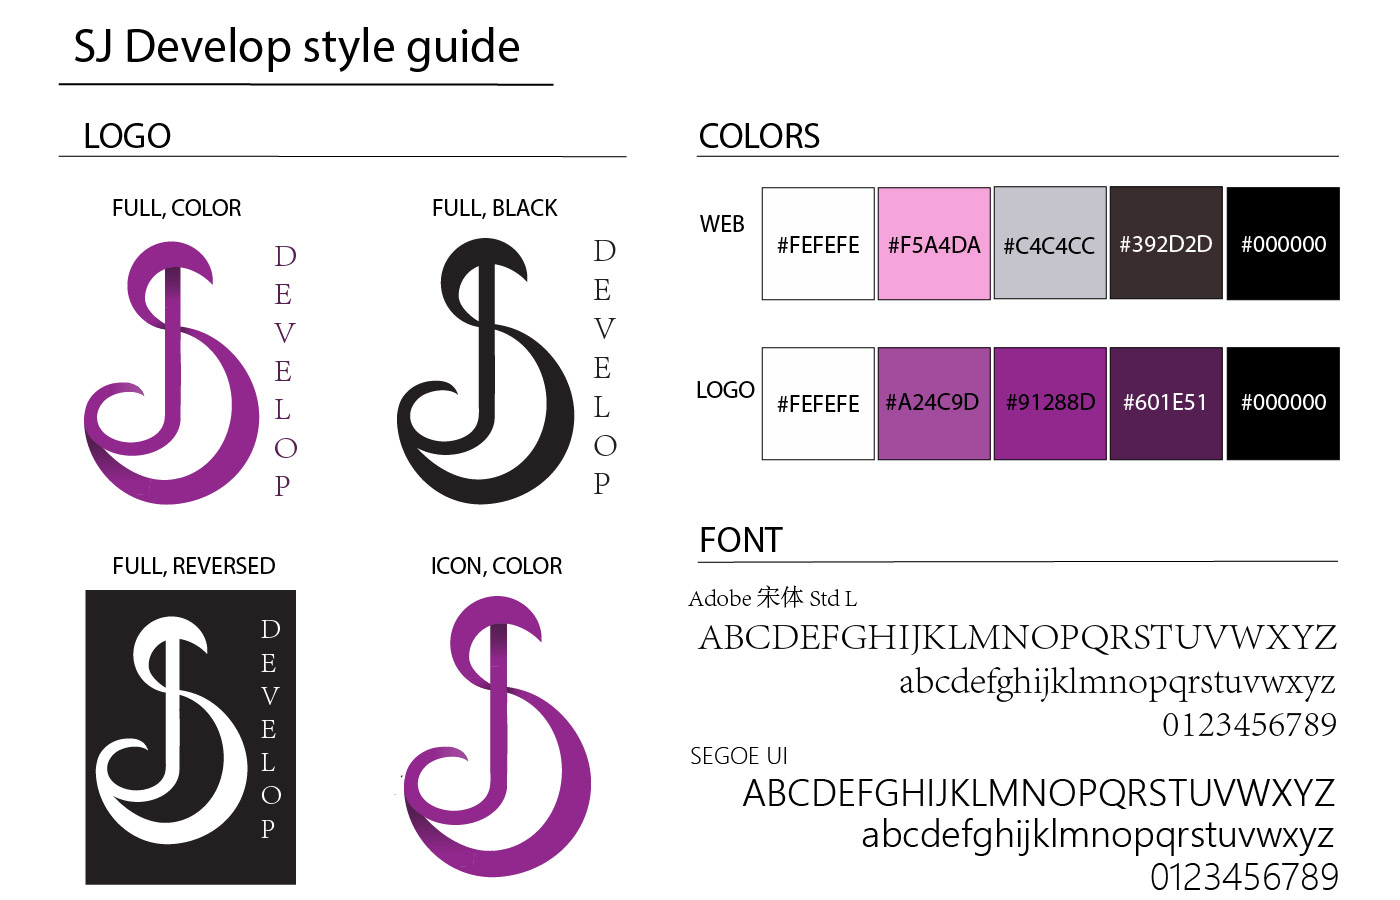 SJ Develop style guide
LOGO
FULL, COLOR
DEVELOP
FULL, BLACK
DEVELOP
FULL, REVERSED
DEVELOP
ICON, COLOR
COLORS
WEB
#FEFEFE
#F5A4DA
#C4C4CC
#392D2D
#000000
LOGO
#FEFEFE
#A24C9D
#91288D
#601E51
#000000
FONT
Adobe 宋体 Std L
ABCDEFGHIJKLMNOPQRSTUVWXYZ
abcdefghijklmnopqrstuvwxyz
0123456789
SEGOE UI
ABCDEFGHIJKLMNOPQRSTUVWXYZ
abcdefghijklmnopqrstuvwxyz
0123456789